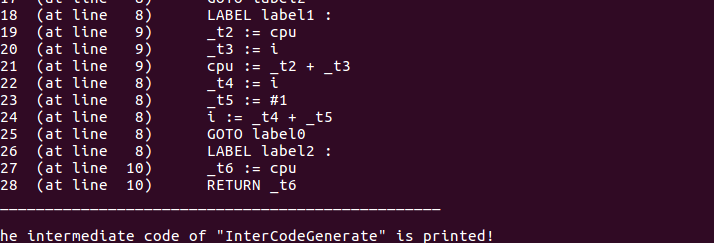 17 (at line 8) GOTO label2
18 (at line 8) LABEL label1 :
19 (at line 9) _t2 := cpu
20 (at line 9) _t3 := i
21 (at line 9) cpu := _t2 + _t3
22 (at line 8) _t4 := i
23 (at line 8) _t5 := #1
24 (at line 8) i := _t4 + _t5
25 (at line 8) GOTO label0
26 (at line 8) LABEL label2 :
27 (at line 10) _t6 := cpu
28 (at line 10) RETURN _t6
he intermediate code of "InterCodeGenerate" is printed!